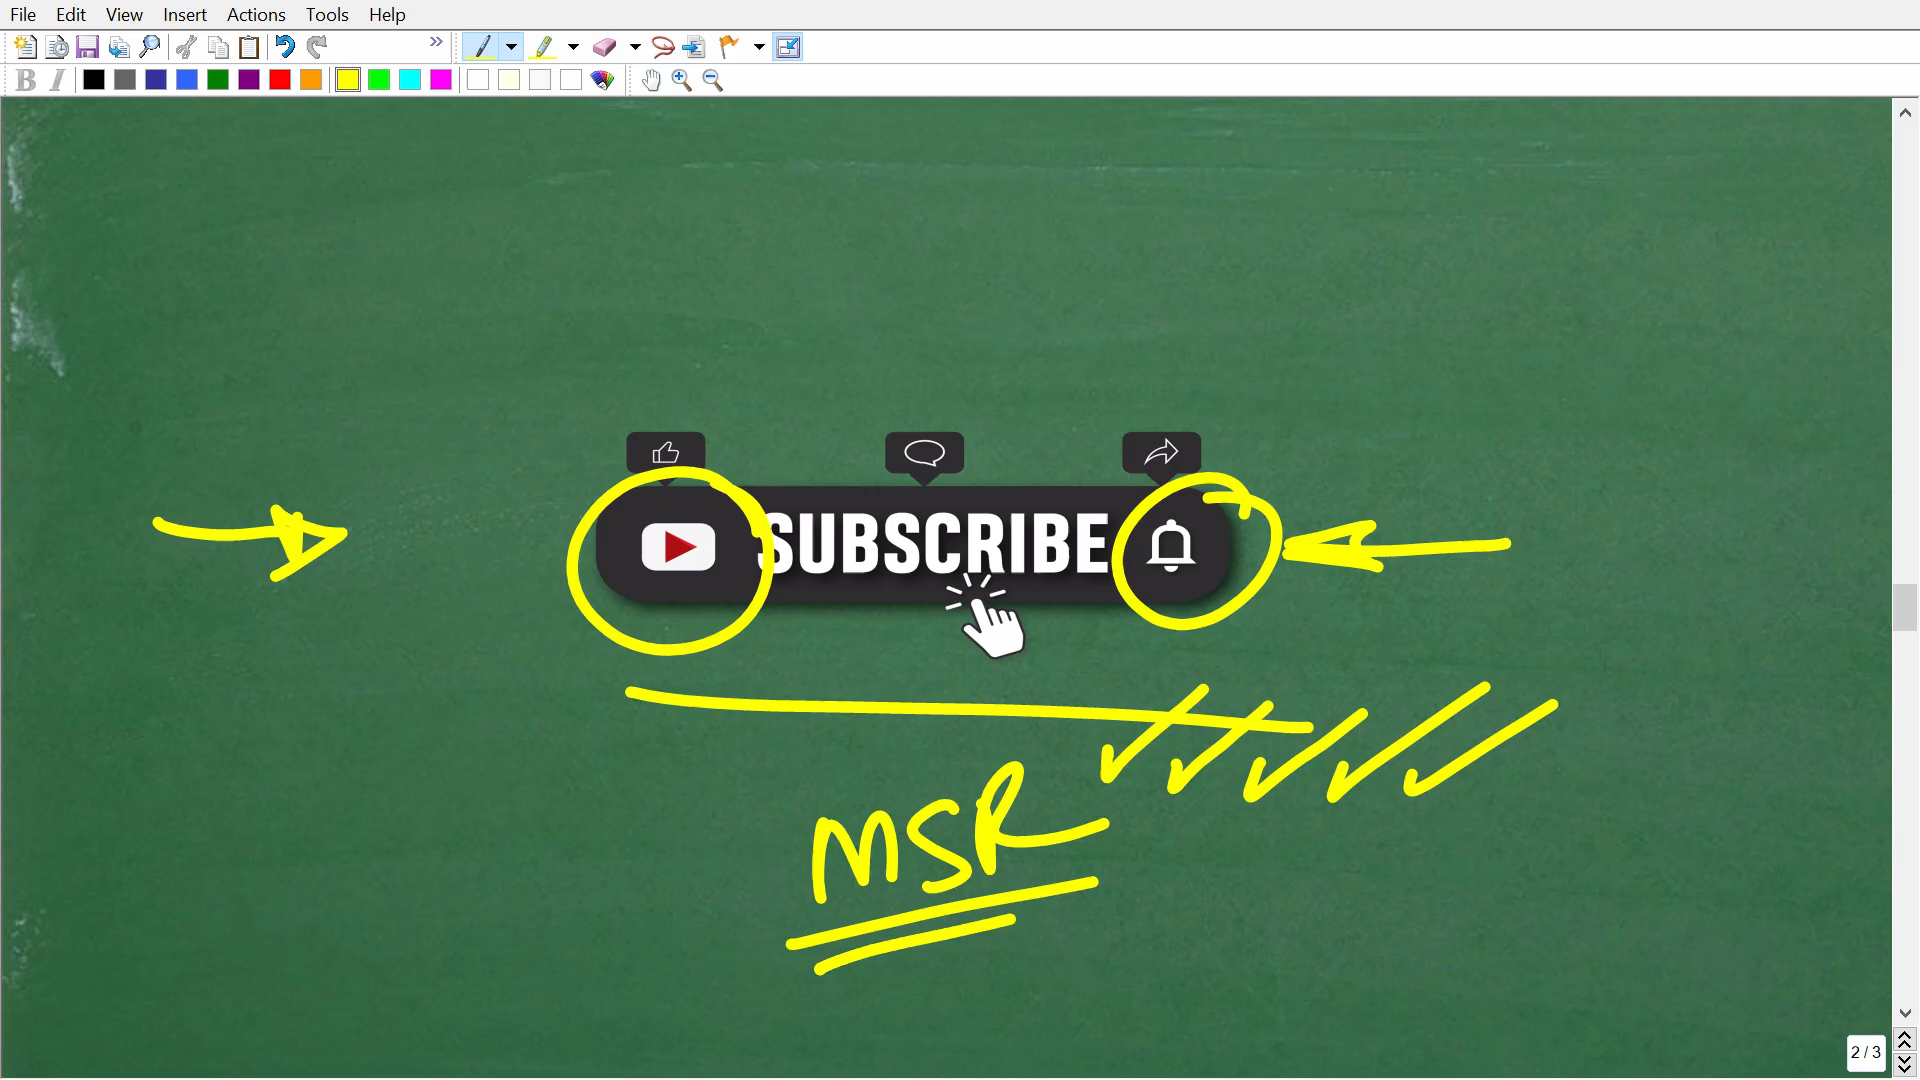 File Edit View Insert Actions Tools Help
B I
SUBSCRIBE
MSR
2 / 3